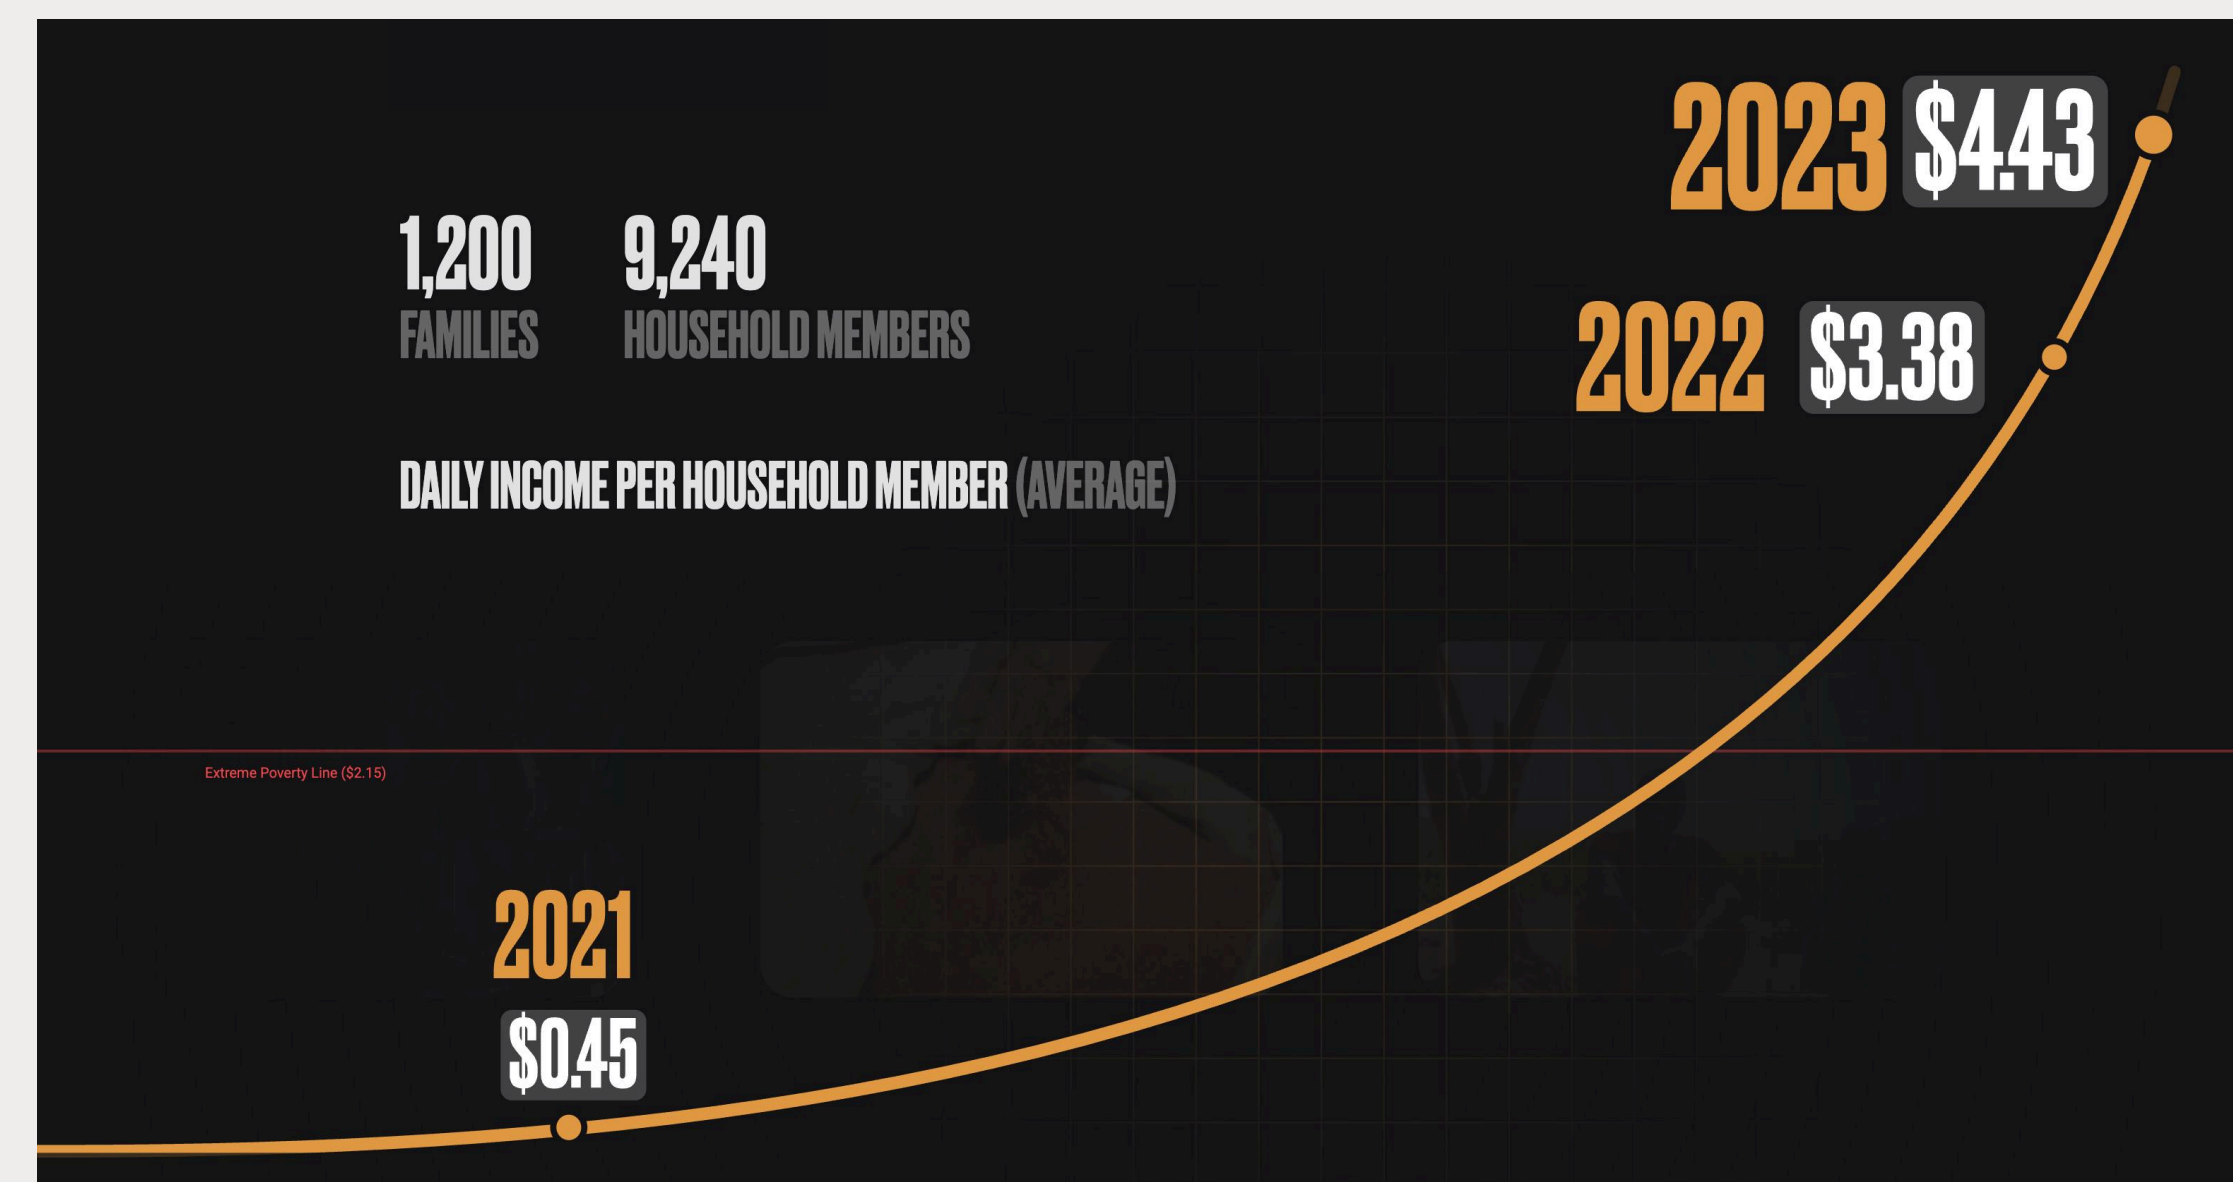 2023 $4.43
1,200 9,240
FAMILIES HOUSEHOLD MEMBERS
2022 $3.38
DAILY INCOME PER HOUSEHOLD MEMBER (AVERAGE)
Extreme Poverty Line ($2.15)
2021
$0.45